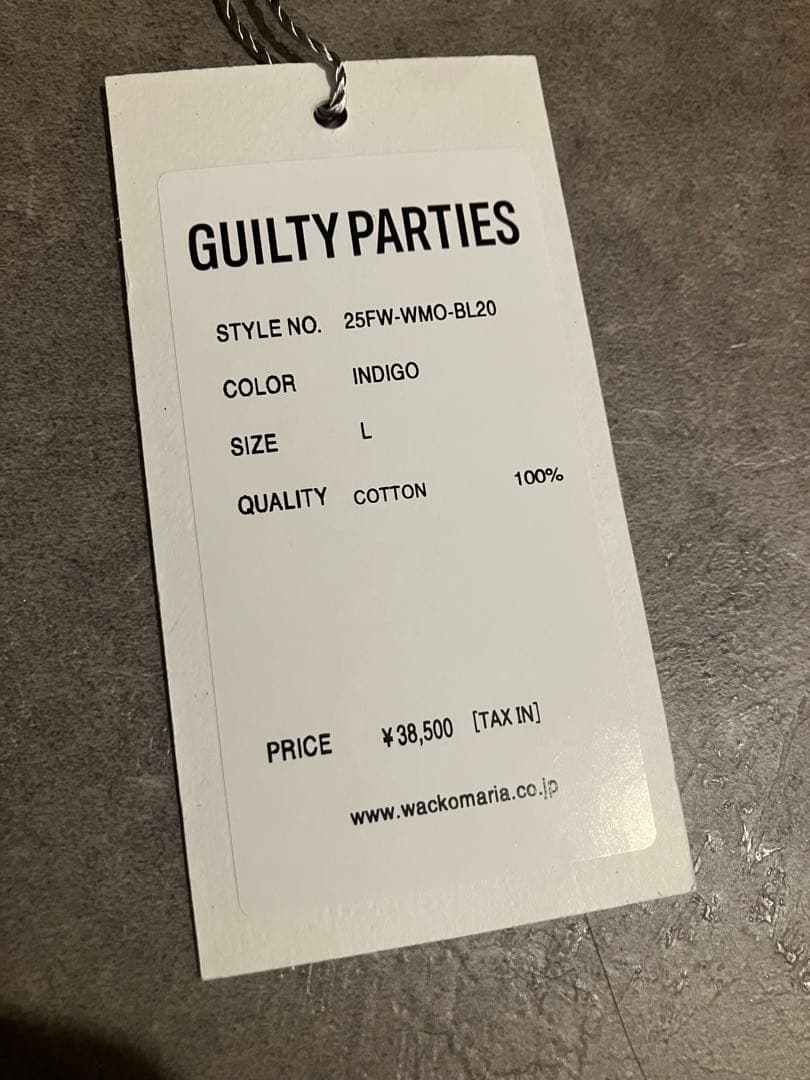 GUILTY PARTIES
STYLE NO. 25FW-WMO-BL20
COLOR INDIGO
SIZE L
QUALITY COTTON 100%
PRICE ¥38,500 [TAX IN]
www.wackomaria.co.jp